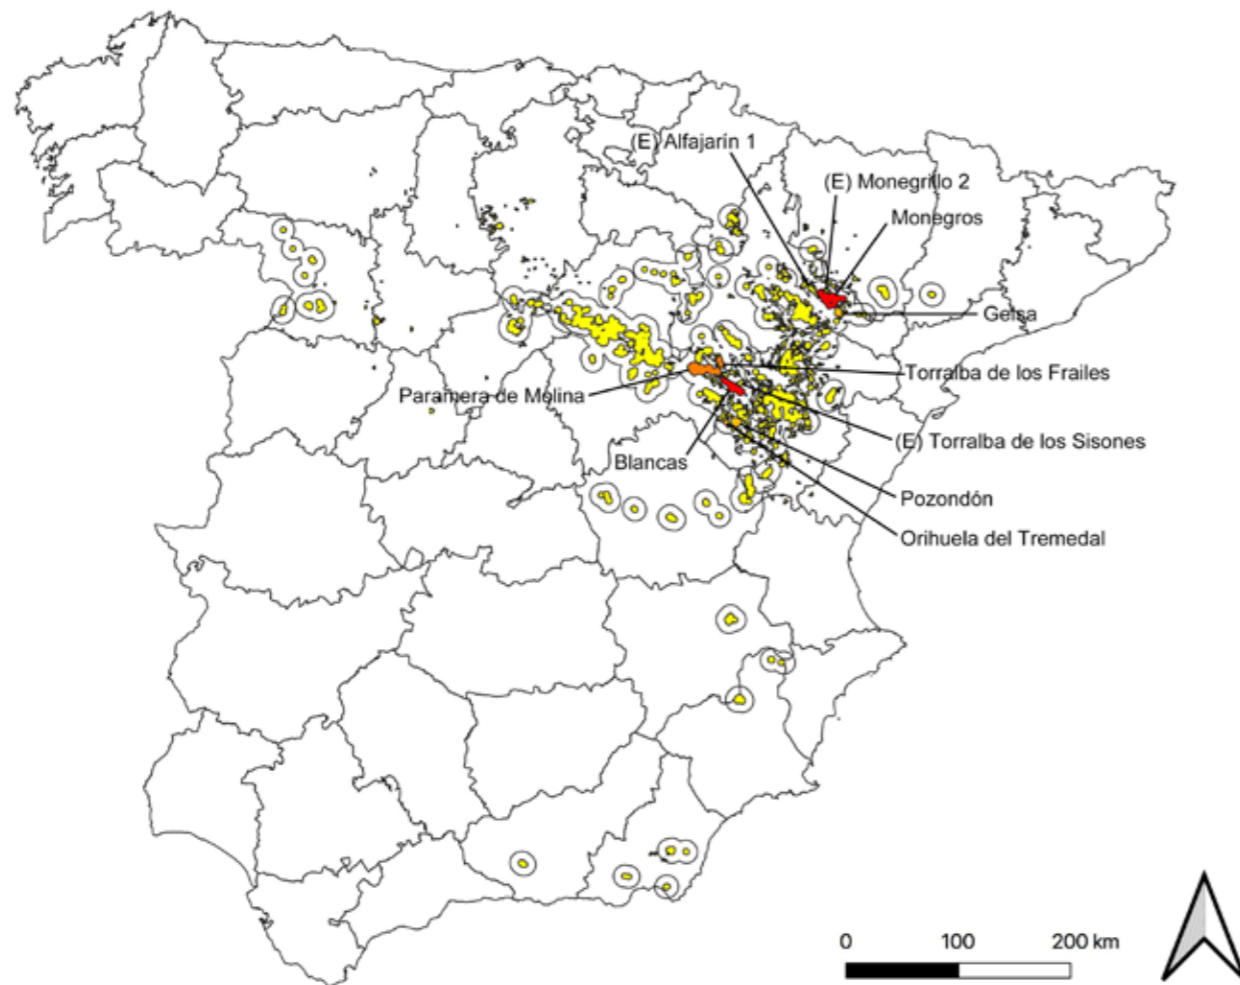 (E) Alfajarín 1
(E) Monegrillo 2
Monegros
Gelsa
Torralba de los Frailes
Paramera de Molina
(E) Torralba de los Sisones
Blancas
Pozondón
Orihuela del Tremedal
0 100 200 km